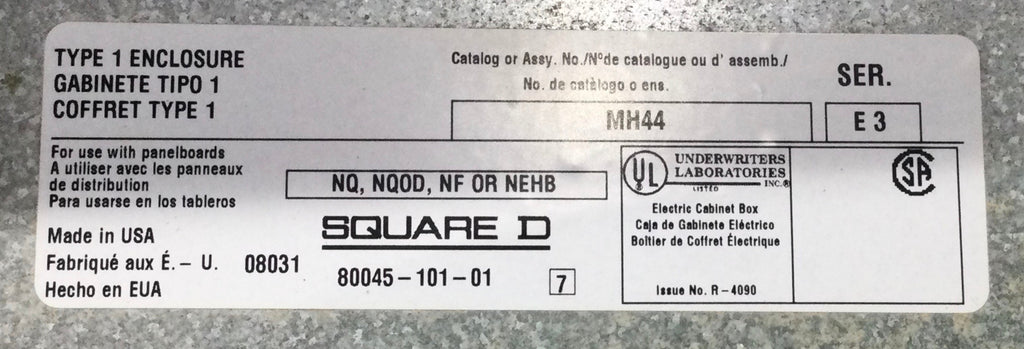 TYPE 1 ENCLOSURE
GABINETE TIPO 1
COFFRET TYPE 1
Catalog or Assy. No./N°de catalogue ou d' assemb./
No. de catàlogo o ens.
MH44
SER.
E 3
For use with panelboards
A utiliser avec les panneaux
de distribution
Para usarse en los tableros
NQ, NQOD, NF OR NEHB
Made in USA
Fabriqué aux É. – U. 08031
Hecho en EUA
SQUARE D
80045 – 101 – 01
7
UL
UNDERWRITERS
LABORATORIES
INC.®
LISTED
Electric Cabinet Box
Caja de Gabinete Eléctrico
Boîtier de Coffret Électrique
Issue No. R – 4090
SA